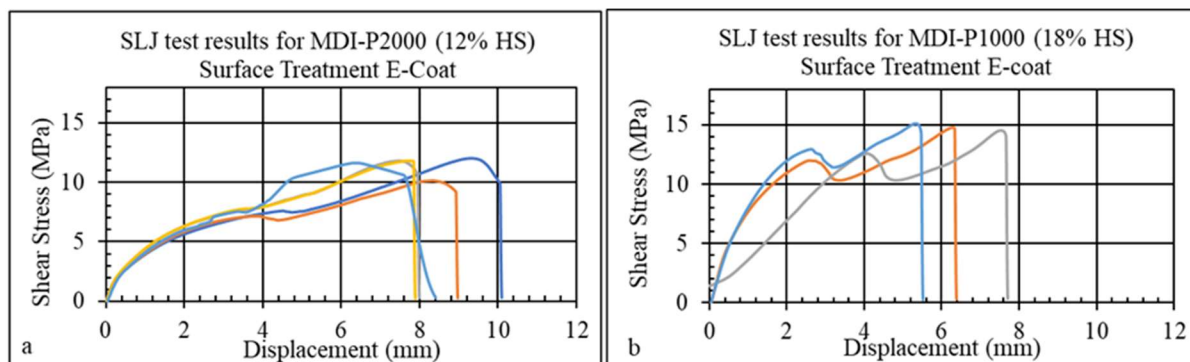 SLJ test results for MDI-P2000 (12% HS)
Surface Treatment E-Coat
Shear Stress (MPa)
15
10
5
0
0 2 4 6 8 10 12
Displacement (mm)
a
SLJ test results for MDI-P1000 (18% HS)
Surface Treatment E-coat
Shear Stress (MPa)
15
10
5
0
0 2 4 6 8 10 12
Displacement (mm)
b